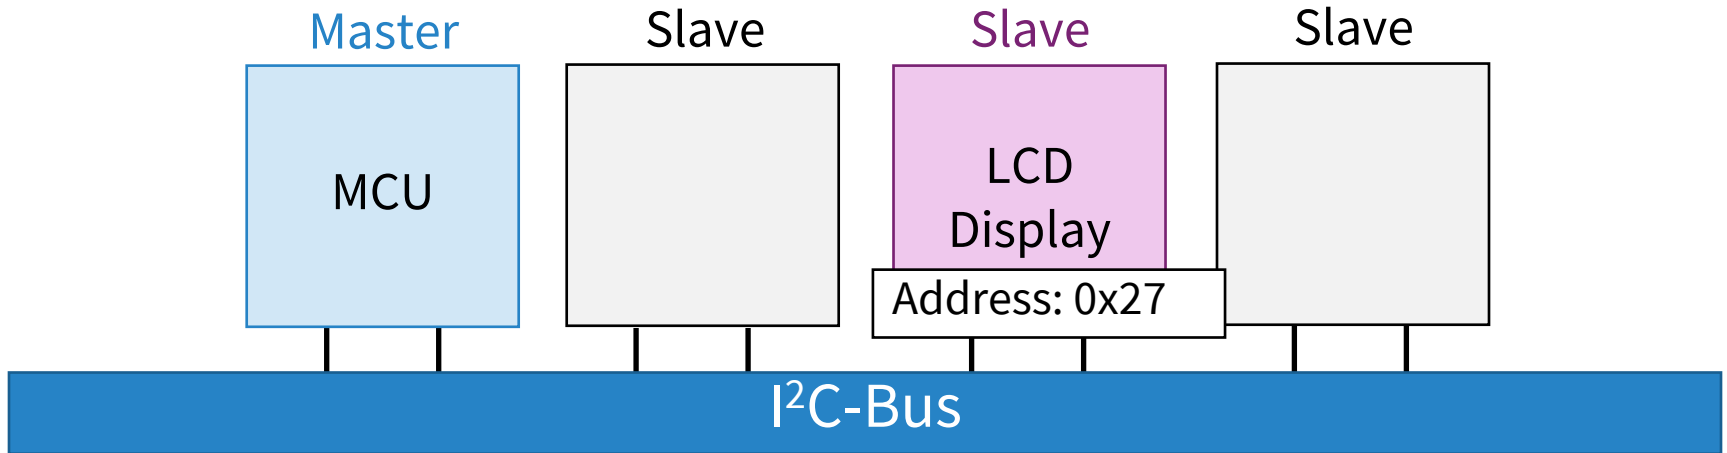 Master
Slave
Slave
Slave
MCU
LCD
Display
Address: 0x27
I²C-Bus